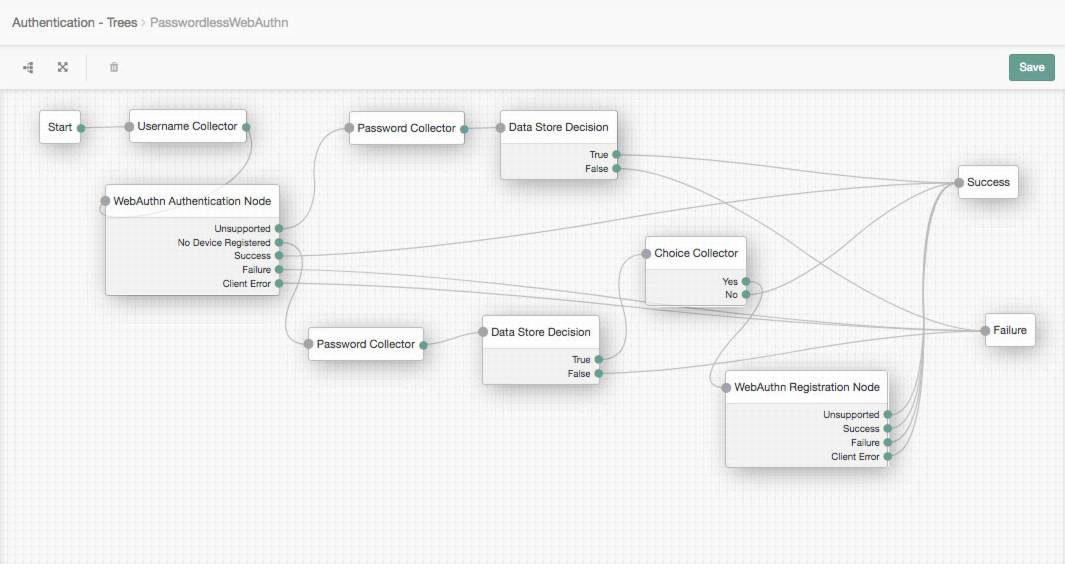 Authentication - Trees > PasswordlessWebAuthn
Save
Start
Username Collector
Password Collector
Data Store Decision
True
False
Success
WebAuthn Authentication Node
Unsupported
No Device Registered
Success
Failure
Client Error
Choice Collector
Yes
No
Password Collector
Data Store Decision
True
False
Failure
WebAuthn Registration Node
Unsupported
Success
Failure
Client Error